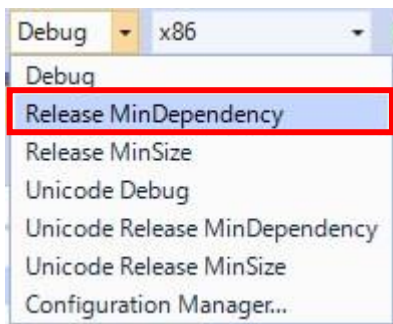 Debug x86
Debug
Release MinDependency
Release MinSize
Unicode Debug
Unicode Release MinDependency
Unicode Release MinSize
Configuration Manager...